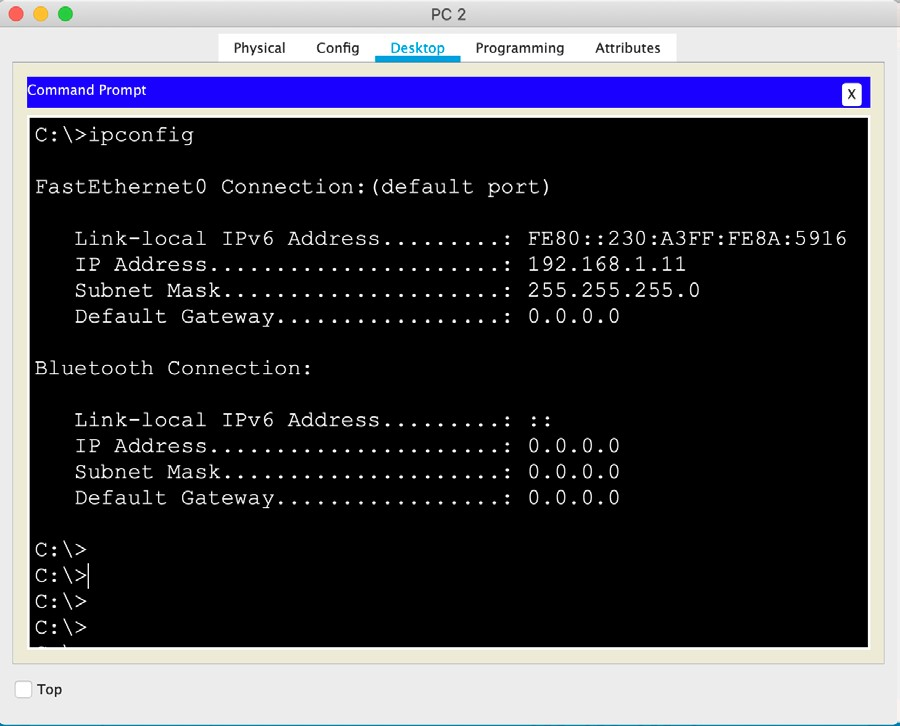 PC 2
Physical Config Desktop Programming Attributes
Command Prompt
X
C:\>ipconfig
FastEthernet0 Connection:(default port)
Link-local IPv6 Address.........: FE80::230:A3FF:FE8A:5916
IP Address......................: 192.168.1.11
Subnet Mask.....................: 255.255.255.0
Default Gateway.................: 0.0.0.0
Bluetooth Connection:
Link-local IPv6 Address.........: ::
IP Address......................: 0.0.0.0
Subnet Mask.....................: 0.0.0.0
Default Gateway.................: 0.0.0.0
C:\>
C:\>
C:\>
C:\>
Top